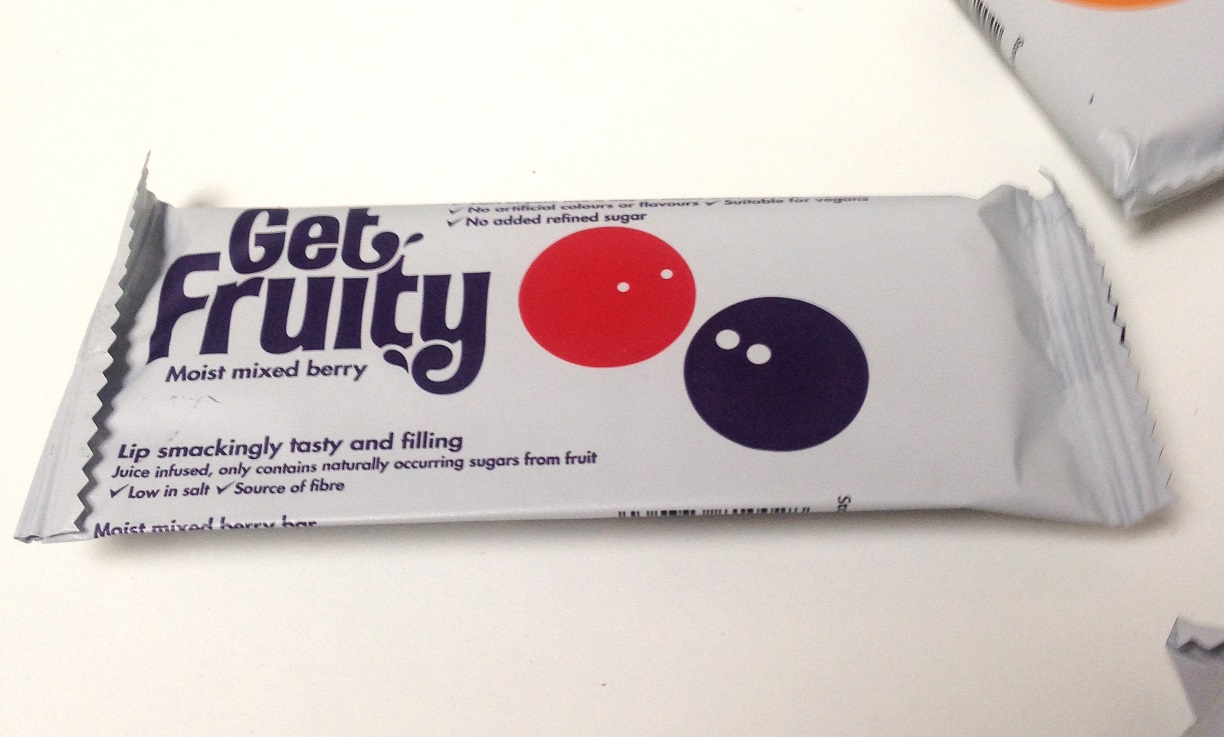 Get
Fruity
Moist mixed berry
✓ No artificial colours or flavours ✓ Suitable for vegans
✓ No added refined sugar
Lip smackingly tasty and filling
Juice infused, only contains naturally occurring sugars from fruit
✓ Low in salt ✓ Source of fibre
Moist mixed berry bar